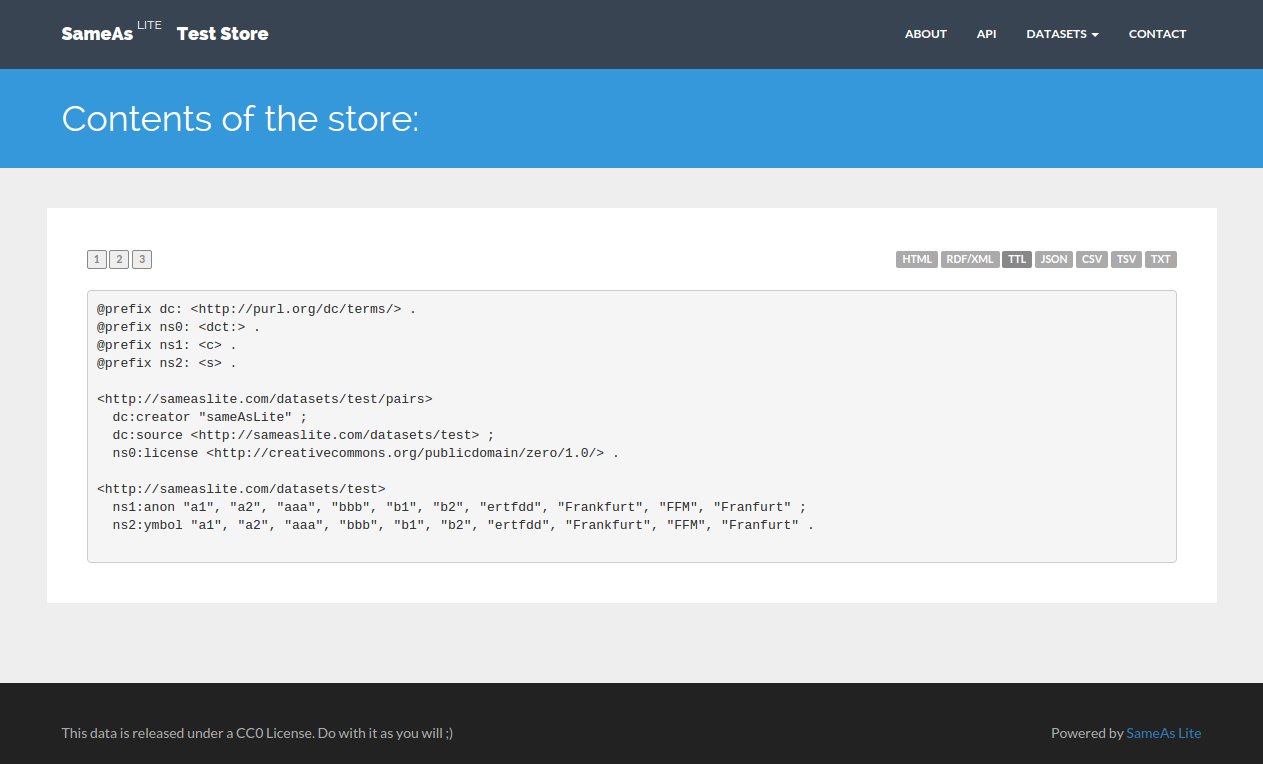 SameAs LITE Test Store
ABOUT API DATASETS CONTACT
Contents of the store:
1 2 3
HTML RDF/XML TTL JSON CSV TSV TXT
@prefix dc: <http://purl.org/dc/terms/> .
@prefix ns0: <dct:> .
@prefix ns1: <c> .
@prefix ns2: <s> .
<http://sameaslite.com/datasets/test/pairs>
dc:creator "sameAsLite" ;
dc:source <http://sameaslite.com/datasets/test> ;
ns0:license <http://creativecommons.org/publicdomain/zero/1.0/> .
<http://sameaslite.com/datasets/test>
ns1:anon "a1", "a2", "aaa", "bbb", "b1", "b2", "ertfdd", "Frankfurt", "FFM", "Franfurt" ;
ns2:ymbol "a1", "a2", "aaa", "bbb", "b1", "b2", "ertfdd", "Frankfurt", "FFM", "Franfurt" .
This data is released under a CC0 License. Do with it as you will ;)
Powered by SameAs Lite